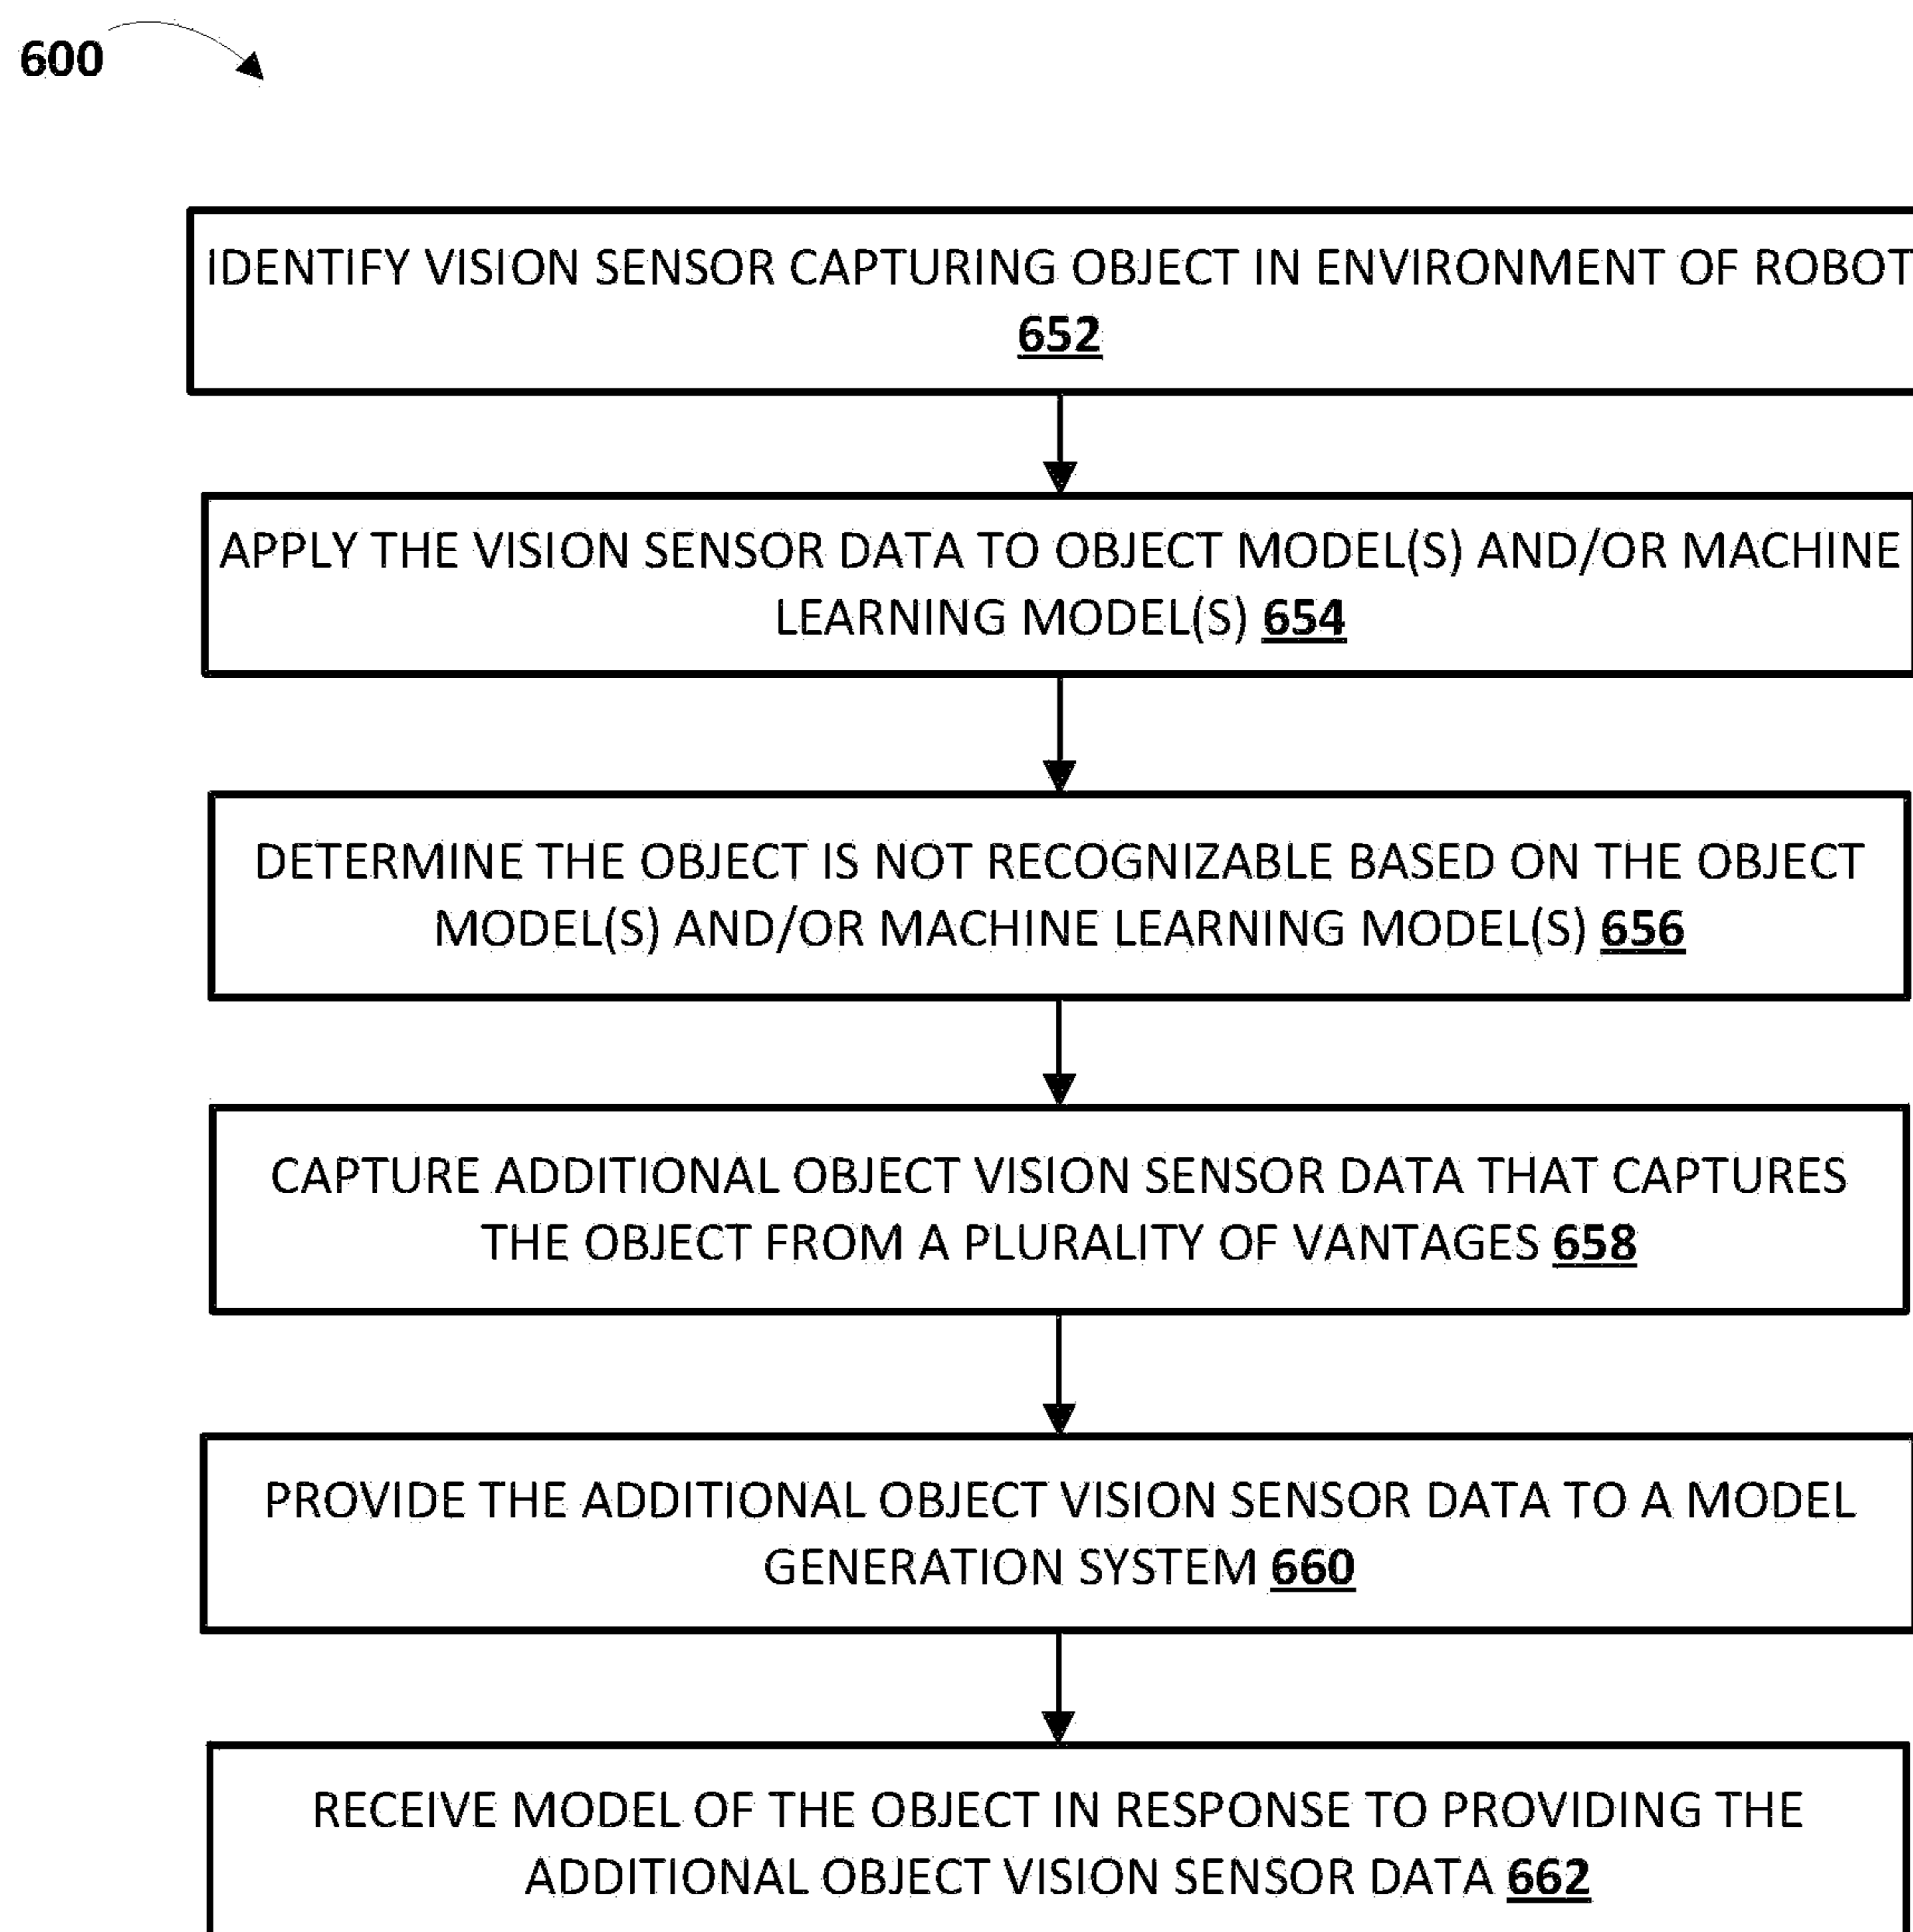 600
IDENTIFY VISION SENSOR CAPTURING OBJECT IN ENVIRONMENT OF ROBOT
652
APPLY THE VISION SENSOR DATA TO OBJECT MODEL(S) AND/OR MACHINE
LEARNING MODEL(S) 654
DETERMINE THE OBJECT IS NOT RECOGNIZABLE BASED ON THE OBJECT
MODEL(S) AND/OR MACHINE LEARNING MODEL(S) 656
CAPTURE ADDITIONAL OBJECT VISION SENSOR DATA THAT CAPTURES
THE OBJECT FROM A PLURALITY OF VANTAGES 658
PROVIDE THE ADDITIONAL OBJECT VISION SENSOR DATA TO A MODEL
GENERATION SYSTEM 660
RECEIVE MODEL OF THE OBJECT IN RESPONSE TO PROVIDING THE
ADDITIONAL OBJECT VISION SENSOR DATA 662